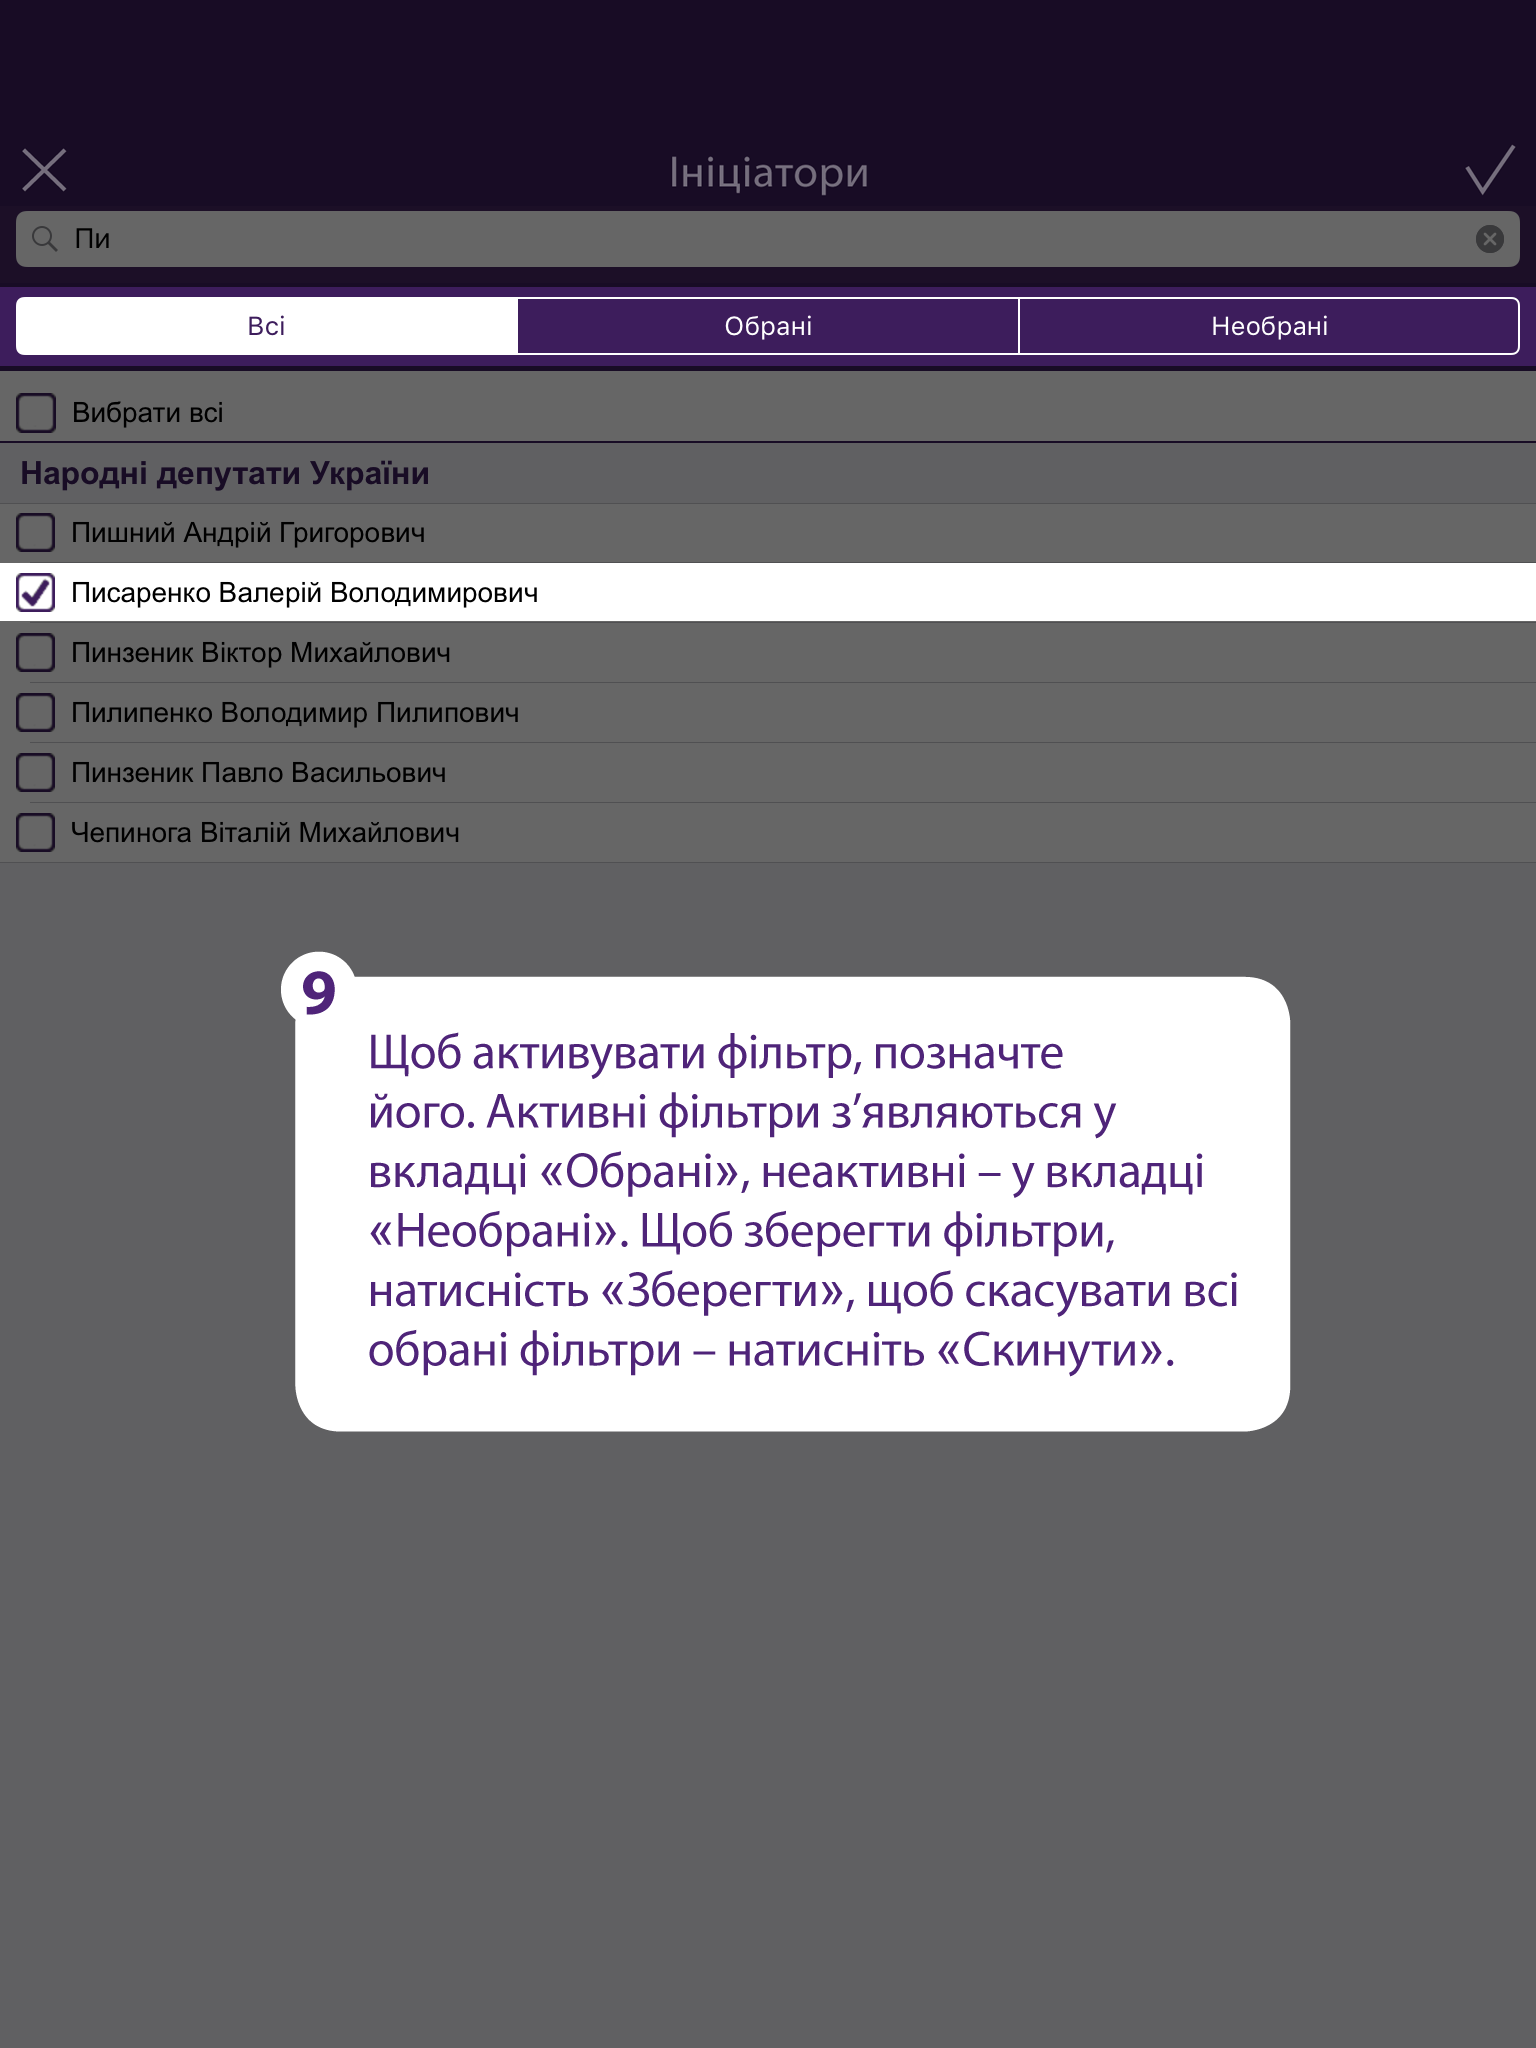 Ініціатори
Пи
Всі
Обрані
Необрані
Вибрати всі
Народні депутати України
Пишний Андрій Григорович
Писаренко Валерій Володимирович
Пинзеник Віктор Михайлович
Пилипенко Володимир Пилипович
Пинзеник Павло Васильович
Чепинога Віталій Михайлович
9
Щоб активувати фільтр, позначте
його. Активні фільтри з’являються у
вкладці «Обрані», неактивні – у вкладці
«Необрані». Щоб зберегти фільтри,
натисність «Зберегти», щоб скасувати всі
обрані фільтри – натисніть «Скинути».